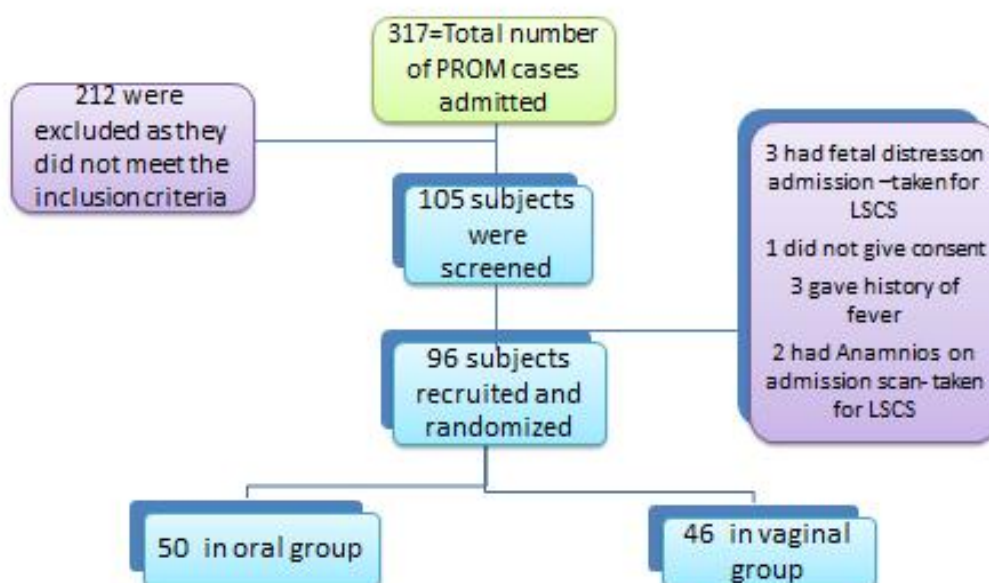 317=Total number
of PROM cases
admitted
212 were
excluded as they
did not meet the
inclusion criteria
105 subjects
were
screened
3 had fetal distresson
admission –taken for
LSCS
1 did not give consent
3 gave history of
fever
2 had Anamnios on
admission scan- taken
for LSCS
96 subjects
recruited and
randomized
50 in oral group
46 in vaginal
group